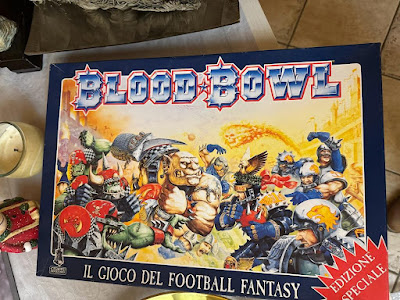 BLOOD BOWL
IL GIOCO DEL FOOTBALL FANTASY
EDIZIONE
SPECIALE